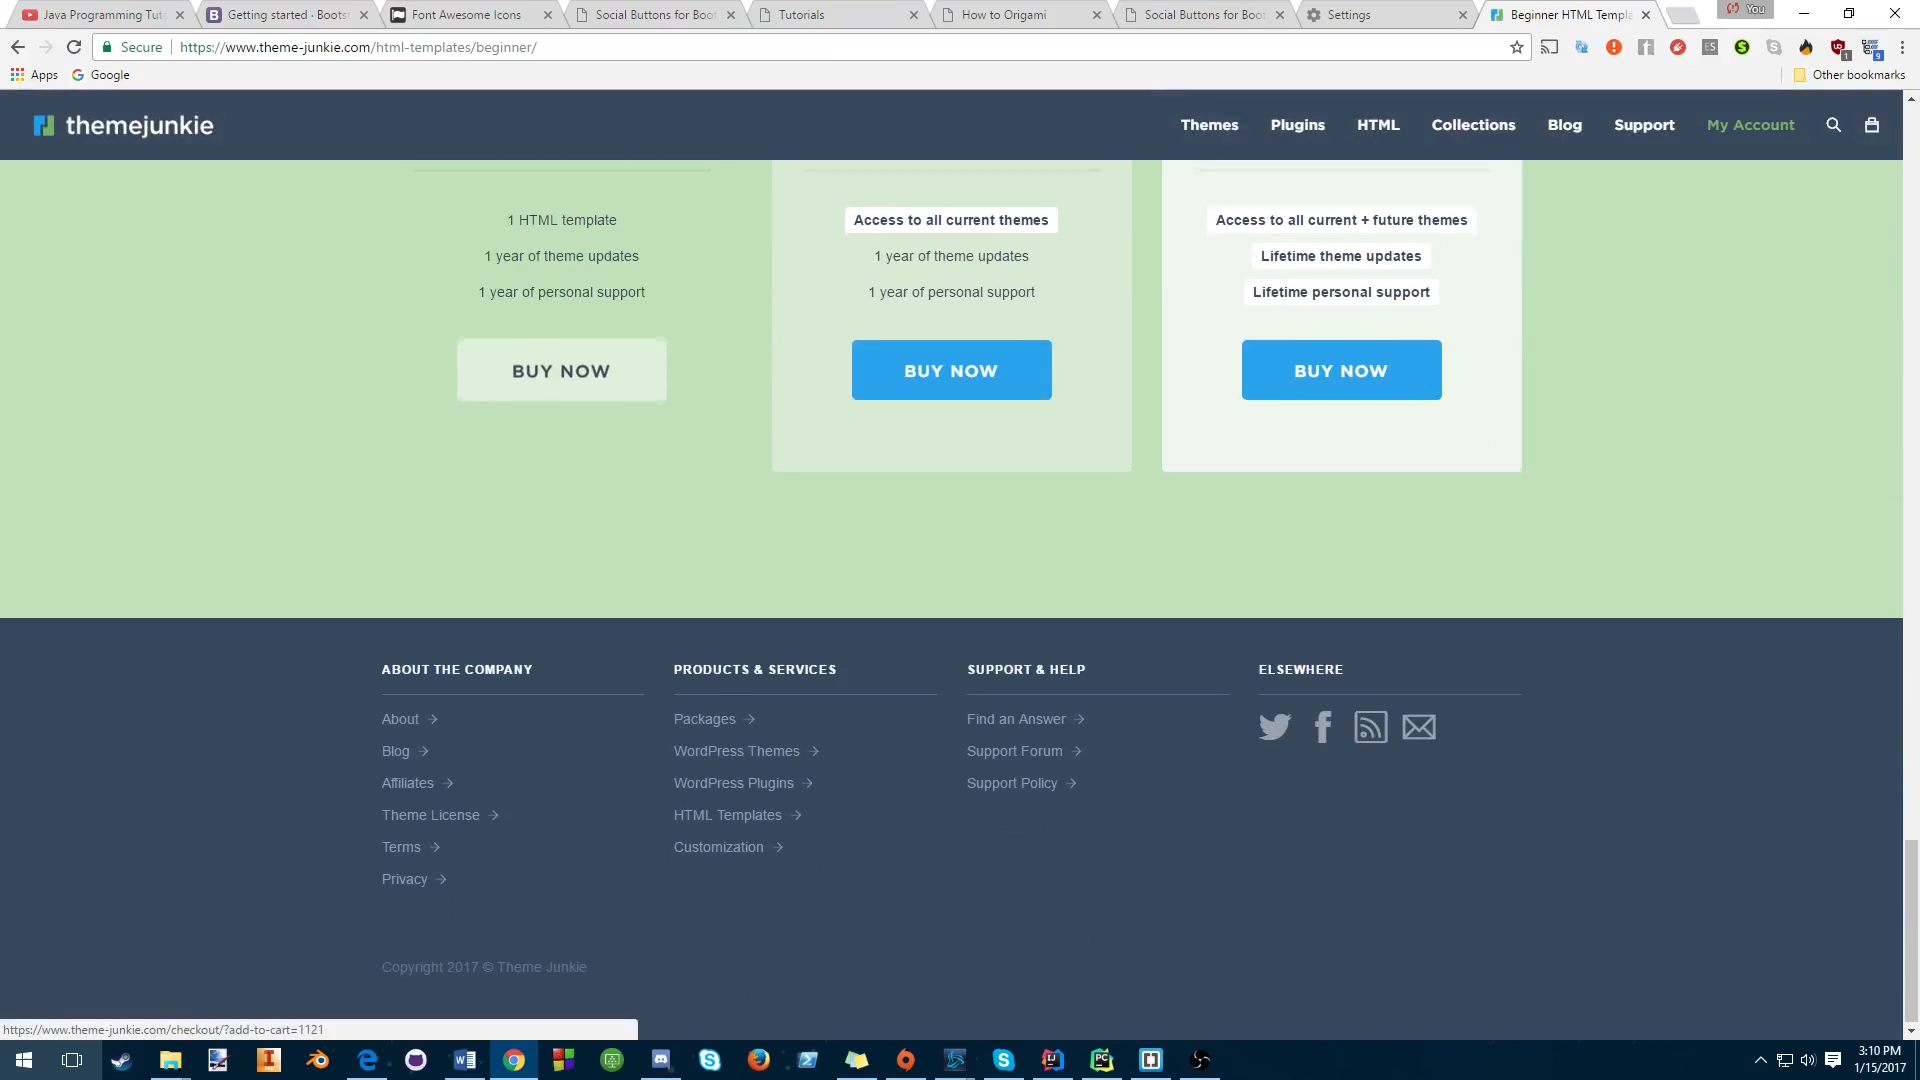 Java Programming Tuto
Getting started · Bootst
Font Awesome Icons
Social Buttons for Boot
Tutorials
How to Origami
Social Buttons for Boot
Settings
Beginner HTML Templa
You
Secure
https://www.theme-junkie.com/html-templates/beginner/
Apps
Google
Other bookmarks
themejunkie
Themes
Plugins
HTML
Collections
Blog
Support
My Account
1 HTML template
1 year of theme updates
1 year of personal support
BUY NOW
Access to all current themes
1 year of theme updates
1 year of personal support
BUY NOW
Access to all current + future themes
Lifetime theme updates
Lifetime personal support
BUY NOW
ABOUT THE COMPANY
About
Blog
Affiliates
Theme License
Terms
Privacy
PRODUCTS & SERVICES
Packages
WordPress Themes
WordPress Plugins
HTML Templates
Customization
SUPPORT & HELP
Find an Answer
Support Forum
Support Policy
ELSEWHERE
Copyright 2017 © Theme Junkie
https://www.theme-junkie.com/checkout/?add-to-cart=1121
3:10 PM
1/15/2017